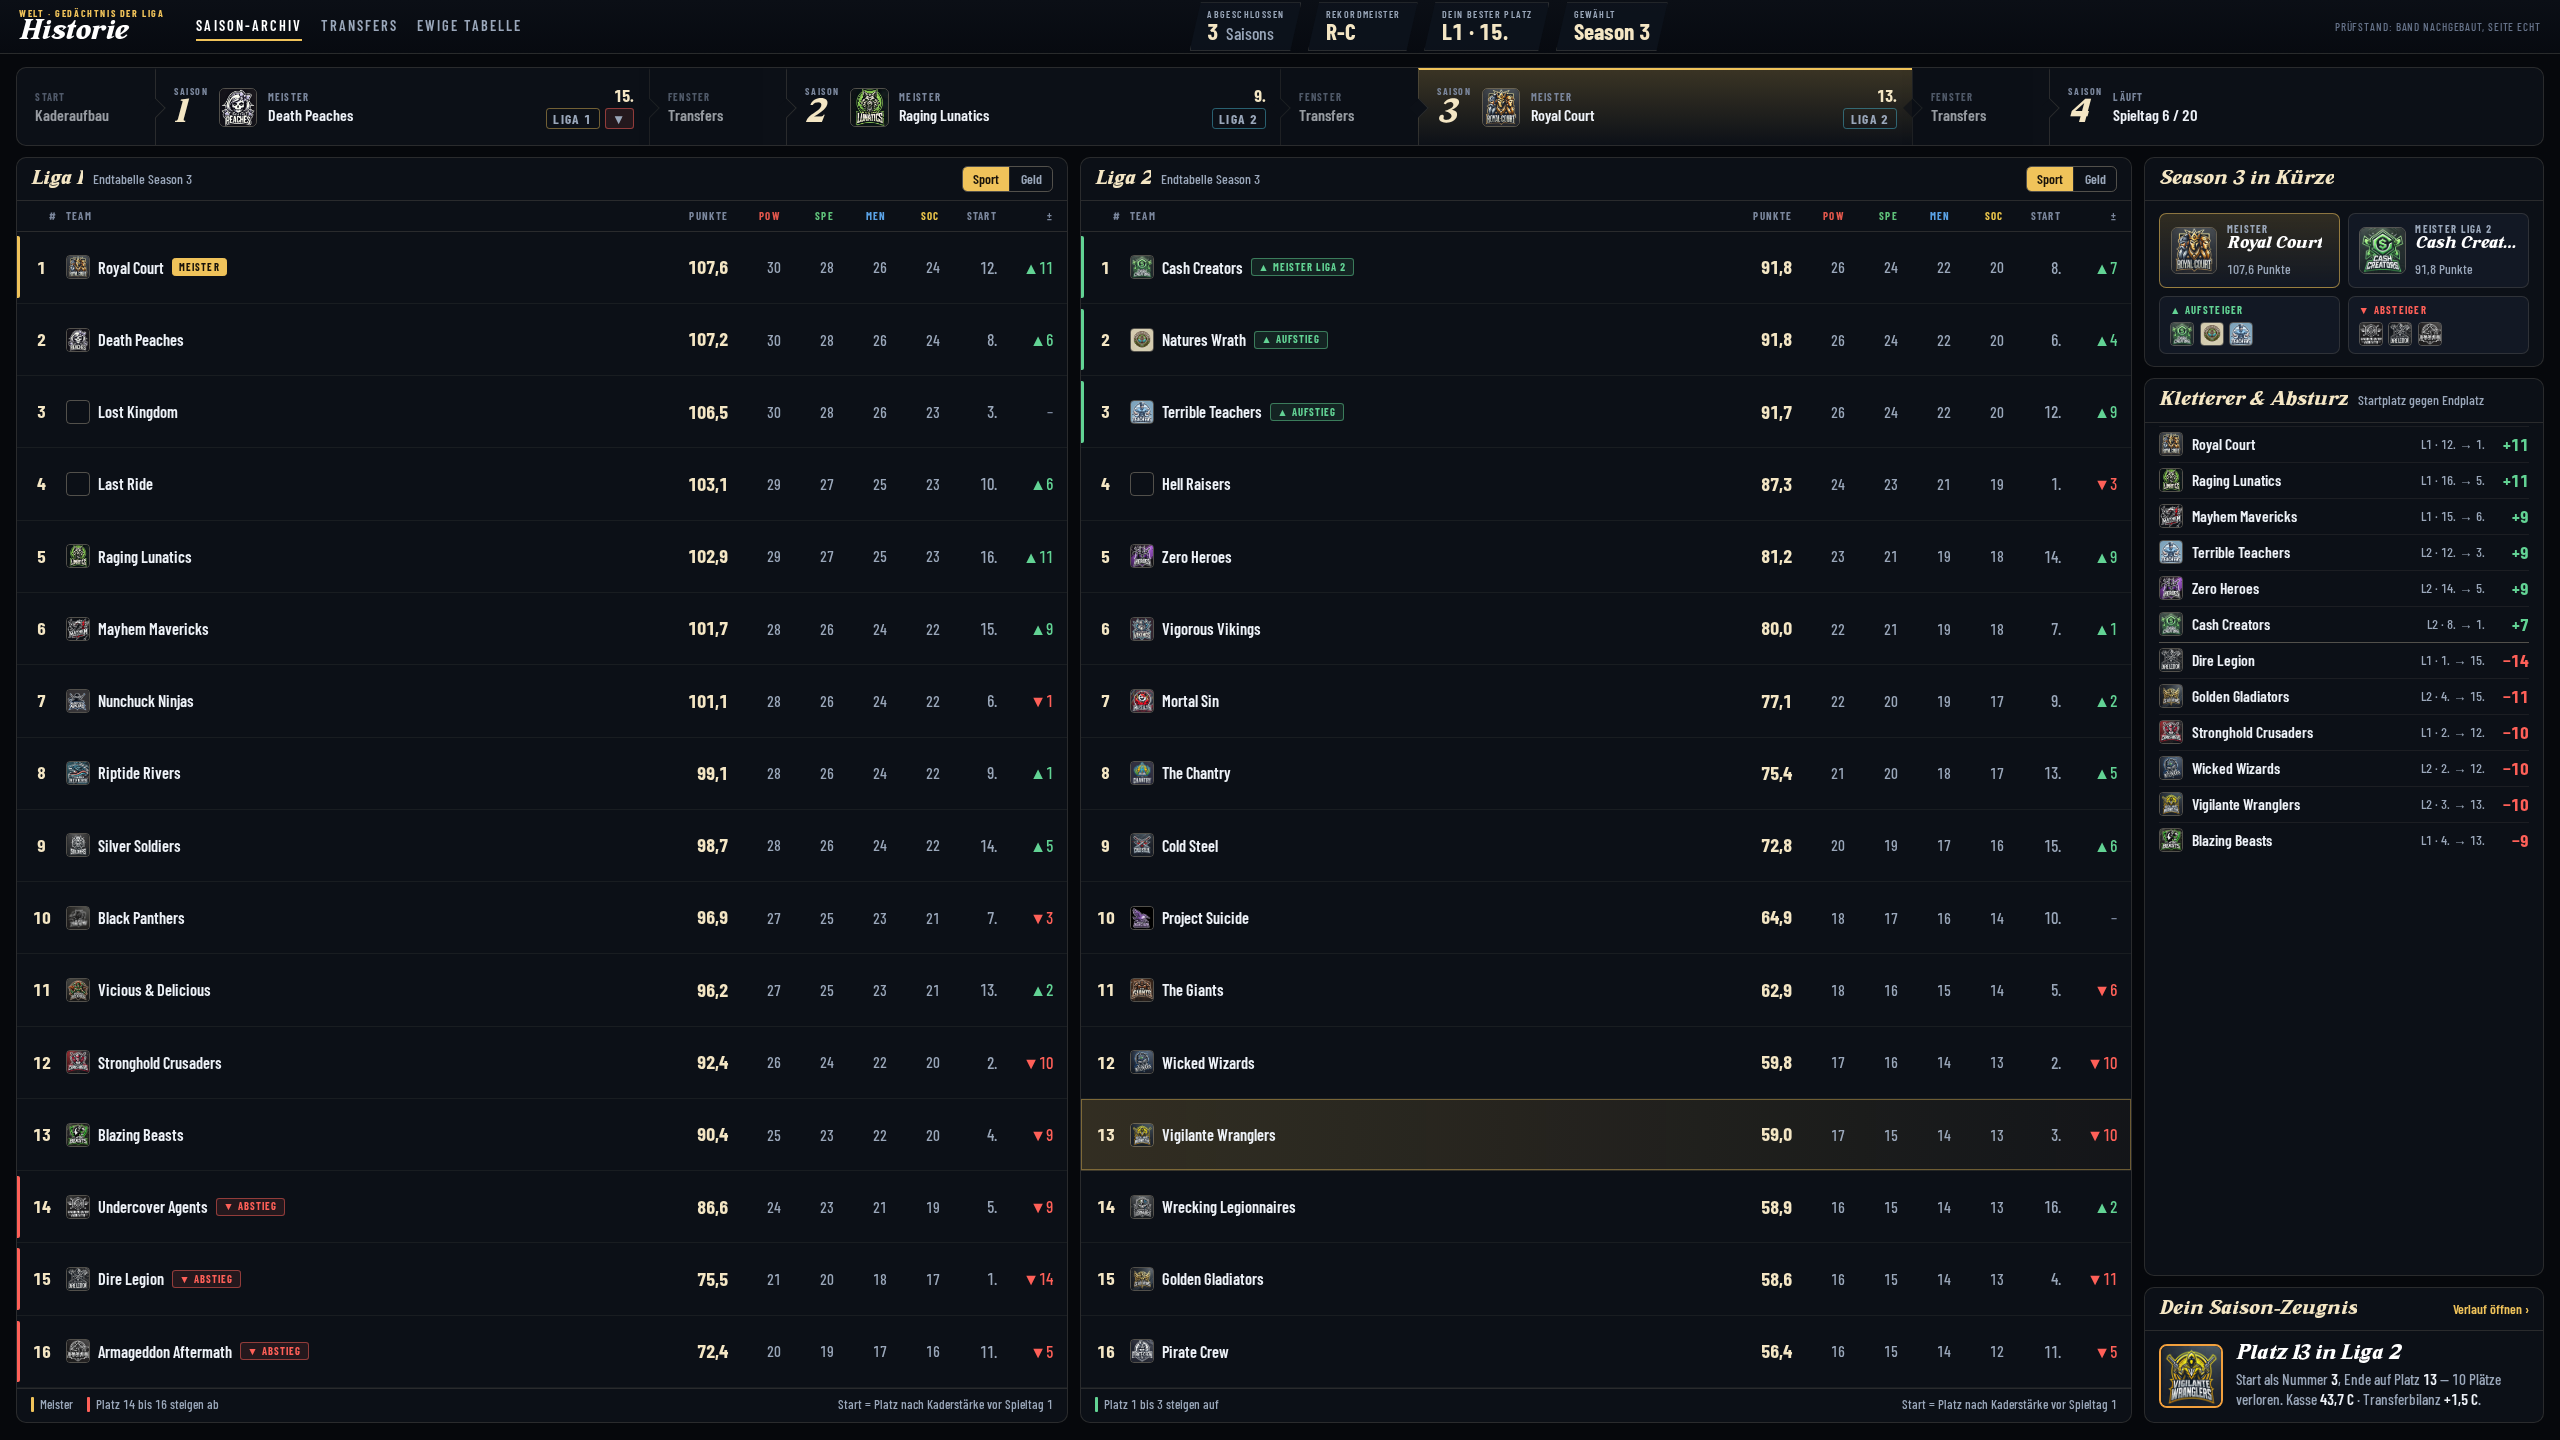 WELT · GEDÄCHTNIS DER LIGA
Historie
SAISON-ARCHIV TRANSFERS EWIGE TABELLE
ABGESCHLOSSEN
3 Saisons
REKORDMEISTER
R-C
DEIN BESTER PLATZ
L1 · 15.
GEWÄHLT
Season 3
PRÜFSTAND: BAND NACHGEBAUT, SEITE ECHT
START
Kaderaufbau
SAISON
1
MEISTER
Death Peaches
15.
LIGA 1 ▼
FENSTER
Transfers
SAISON
2
MEISTER
Raging Lunatics
9.
LIGA 2
FENSTER
Transfers
SAISON
3
MEISTER
Royal Court
13.
LIGA 2
FENSTER
Transfers
SAISON
4
LÄUFT
Spieltag 6 / 20
Liga 1 Endtabelle Season 3 Sport Geld
# TEAM PUNKTE POW SPE MEN SOC START ±
1 Royal Court MEISTER 107,6 30 28 26 24 12. ▲11
2 Death Peaches 107,2 30 28 26 24 8. ▲6
3 Lost Kingdom 106,5 30 28 26 23 3. –
4 Last Ride 103,1 29 27 25 23 10. ▲6
5 Raging Lunatics 102,9 29 27 25 23 16. ▲11
6 Mayhem Mavericks 101,7 28 26 24 22 15. ▲9
7 Nunchuck Ninjas 101,1 28 26 24 22 6. ▼1
8 Riptide Rivers 99,1 28 26 24 22 9. ▲1
9 Silver Soldiers 98,7 28 26 24 22 14. ▲5
10 Black Panthers 96,9 27 25 23 21 7. ▼3
11 Vicious & Delicious 96,2 27 25 23 21 13. ▲2
12 Stronghold Crusaders 92,4 26 24 22 20 2. ▼10
13 Blazing Beasts 90,4 25 23 22 20 4. ▼9
14 Undercover Agents ▼ ABSTIEG 86,6 24 23 21 19 5. ▼9
15 Dire Legion ▼ ABSTIEG 75,5 21 20 18 17 1. ▼14
16 Armageddon Aftermath ▼ ABSTIEG 72,4 20 19 17 16 11. ▼5
Meister Platz 14 bis 16 steigen ab Start = Platz nach Kaderstärke vor Spieltag 1
Liga 2 Endtabelle Season 3 Sport Geld
# TEAM PUNKTE POW SPE MEN SOC START ±
1 Cash Creators ▲ MEISTER LIGA 2 91,8 26 24 22 20 8. ▲7
2 Natures Wrath ▲ AUFSTIEG 91,8 26 24 22 20 6. ▲4
3 Terrible Teachers ▲ AUFSTIEG 91,7 26 24 22 20 12. ▲9
4 Hell Raisers 87,3 24 23 21 19 1. ▼3
5 Zero Heroes 81,2 23 21 19 18 14. ▲9
6 Vigorous Vikings 80,0 22 21 19 18 7. ▲1
7 Mortal Sin 77,1 22 20 19 17 9. ▲2
8 The Chantry 75,4 21 20 18 17 13. ▲5
9 Cold Steel 72,8 20 19 17 16 15. ▲6
10 Project Suicide 64,9 18 17 16 14 10. –
11 The Giants 62,9 18 16 15 14 5. ▼6
12 Wicked Wizards 59,8 17 16 14 13 2. ▼10
13 Vigilante Wranglers 59,0 17 15 14 13 3. ▼10
14 Wrecking Legionnaires 58,9 16 15 14 13 16. ▲2
15 Golden Gladiators 58,6 16 15 14 13 4. ▼11
16 Pirate Crew 56,4 16 15 14 12 11. ▼5
Platz 1 bis 3 steigen auf Start = Platz nach Kaderstärke vor Spieltag 1
Season 3 in Kürze
MEISTER
Royal Court
107,6 Punkte
MEISTER LIGA 2
Cash Creat...
91,8 Punkte
▲ AUFSTEIGER
▼ ABSTEIGER
Kletterer & Absturz Startplatz gegen Endplatz
Royal Court L1 · 12. → 1. +11
Raging Lunatics L1 · 16. → 5. +11
Mayhem Mavericks L1 · 15. → 6. +9
Terrible Teachers L2 · 12. → 3. +9
Zero Heroes L2 · 14. → 5. +9
Cash Creators L2 · 8. → 1. +7
Dire Legion L1 · 1. → 15. −14
Golden Gladiators L2 · 4. → 15. −11
Stronghold Crusaders L1 · 2. → 12. −10
Wicked Wizards L2 · 2. → 12. −10
Vigilante Wranglers L2 · 3. → 13. −10
Blazing Beasts L1 · 4. → 13. −9
Dein Saison-Zeugnis Verlauf öffnen ›
VIGILANTE
WRANGLERS
Platz 13 in Liga 2
Start als Nummer 3, Ende auf Platz 13 — 10 Plätze
verloren. Kasse 43,7 C · Transferbilanz +1,5 C.